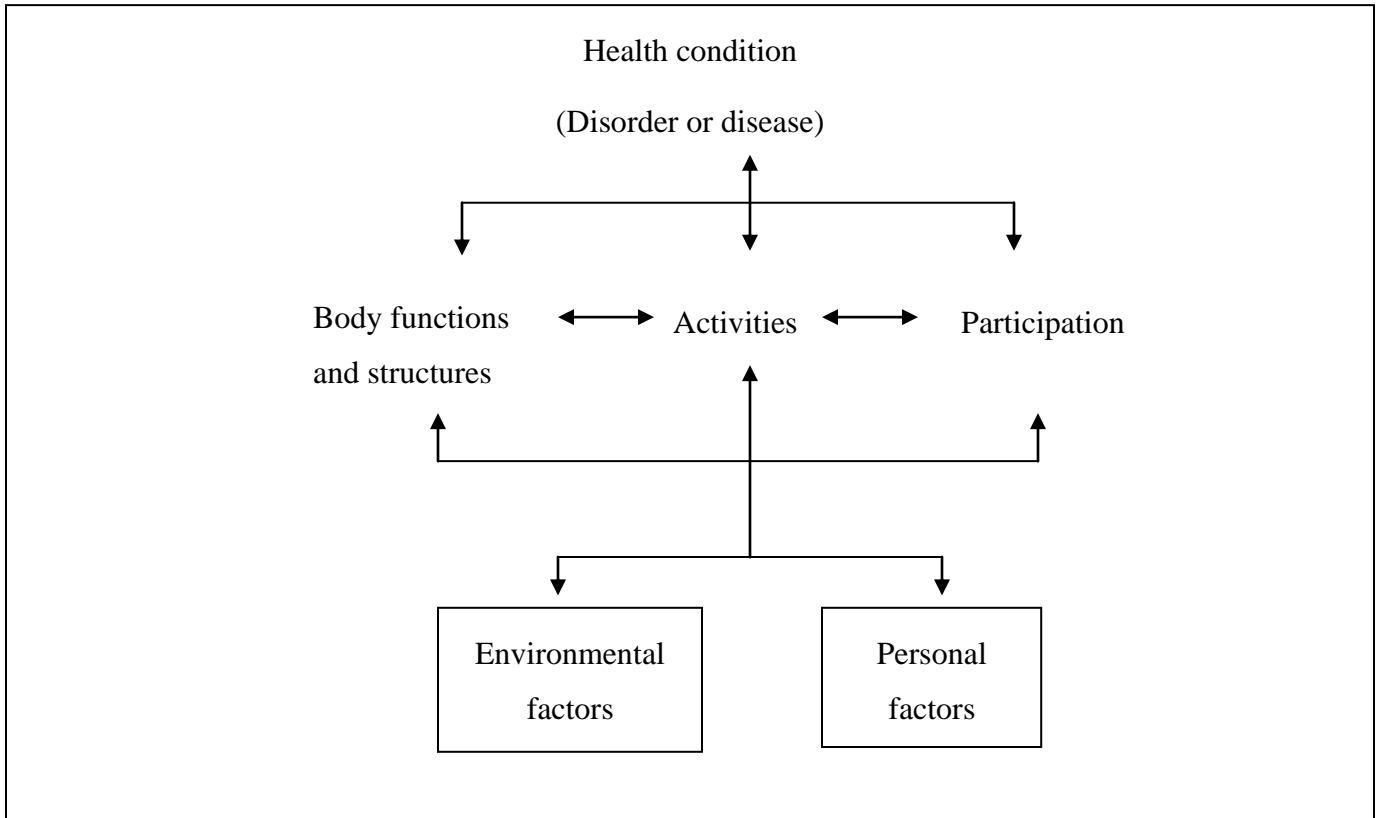 Health condition
(Disorder or disease)
Body functions
and structures
Activities
Participation
Environmental
factors
Personal
factors